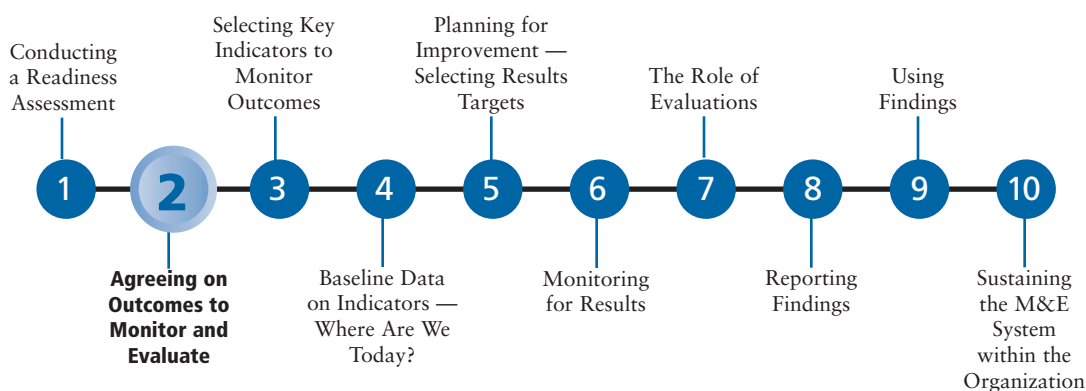 Conducting
a Readiness
Assessment
Selecting Key
Indicators to
Monitor
Outcomes
Planning for
Improvement —
Selecting Results
Targets
The Role of
Evaluations
Using
Findings
1
2
3
4
5
6
7
8
9
10
Agreeing on
Outcomes to
Monitor and
Evaluate
Baseline Data
on Indicators —
Where Are We
Today?
Monitoring
for Results
Reporting
Findings
Sustaining
the M&E
System
within the
Organization